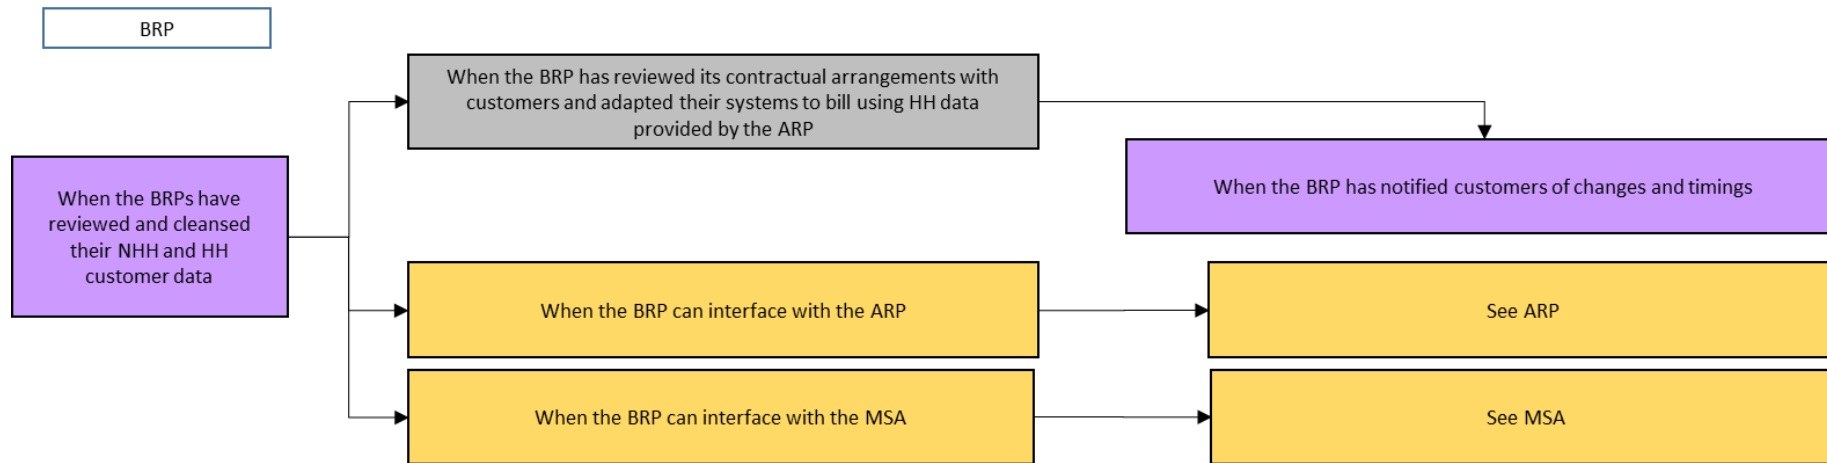 BRP
When the BRP has reviewed its contractual arrangements with
customers and adapted their systems to bill using HH data
provided by the ARP
When the BRPs have
reviewed and cleansed
their NHH and HH
customer data
When the BRP has notified customers of changes and timings
When the BRP can interface with the ARP
See ARP
When the BRP can interface with the MSA
See MSA